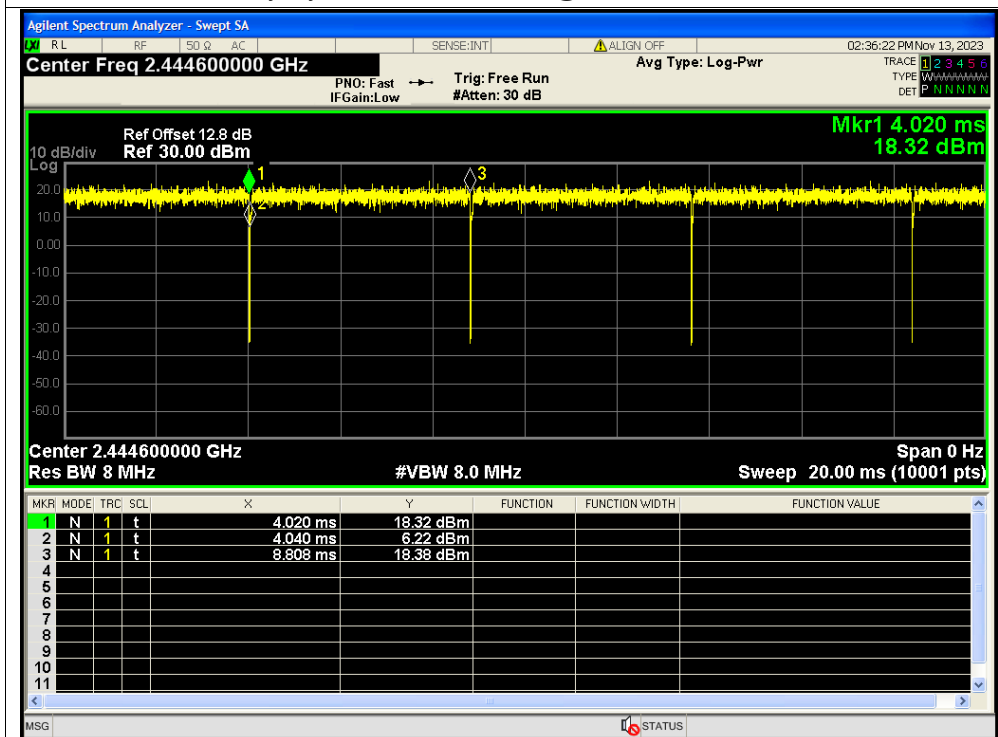 Agilent Spectrum Analyzer - Swept SA
LXI RL RF 50 Ω AC SENSE:INT ALIGN OFF 02:36:22 PM Nov 13, 2023
Center Freq 2.444600000 GHz Avg Type: Log-Pwr TRACE 1 2 3 4 5 6
PNO: Fast Trig: Free Run TYPE WWWWWW
IFGain:Low #Atten: 30 dB DET P N N N N N
Mkr1 4.020 ms
18.32 dBm
Ref Offset 12.8 dB
10 dB/div Ref 30.00 dBm
Log
1
3
20.0
2
10.0
0.00
-10.0
-20.0
-30.0
-40.0
-50.0
-60.0
Center 2.444600000 GHz Span 0 Hz
Res BW 8 MHz #VBW 8.0 MHz Sweep 20.00 ms (10001 pts)
MKR MODE TRC SCL X Y FUNCTION FUNCTION WIDTH FUNCTION VALUE
1 N 1 t 4.020 ms 18.32 dBm
2 N 1 t 4.040 ms 6.22 dBm
3 N 1 t 8.808 ms 18.38 dBm
4
5
6
7
8
9
10
11
MSG STATUS